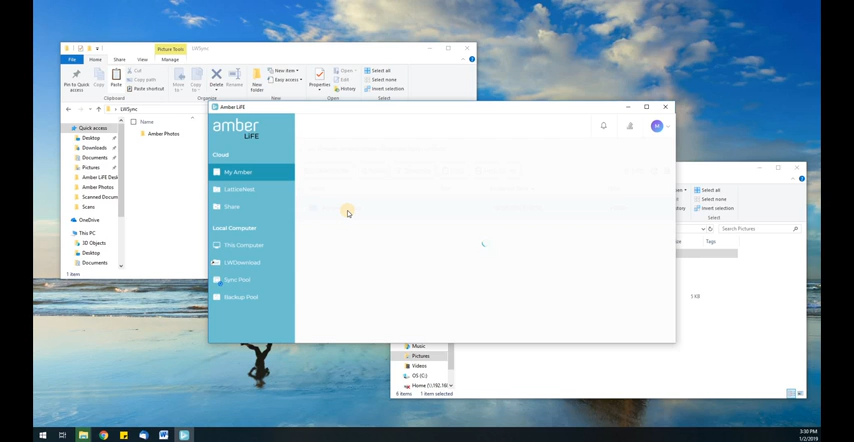 Picture Tools
LWSync
File
Home
Share
View
Manage
Pin to Quick access
Copy
Paste
Cut
Copy path
Paste shortcut
Move to
Copy to
Delete
Rename
New folder
New item
Easy access
Properties
Open
Edit
History
Select all
Select none
Invert selection
Clipboard
Organize
New
Open
Select
LWSync
Quick access
Desktop
Downloads
Documents
Pictures
Amber LiFE Desk
Amber Photos
Scanned Docum
Scans
OneDrive
This PC
3D Objects
Desktop
Documents
1 item
Name
Amber Photos
Amber LiFE
amber
LiFE
Cloud
My Amber
LatticeNest
Share
Local Computer
This Computer
LWDownload
Sync Pool
Backup Pool
M
Select all
Select none
Invert selection
Select
Search Pictures
Tags
5 KB
Music
Pictures
Videos
OS (C:)
Home (\\192.168
6 items
1 item selected
3:30 PM
1/2/2019